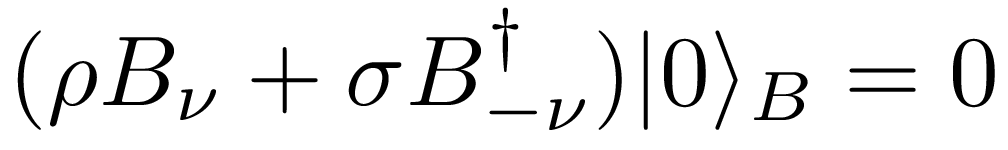 (ρB_ν + σB^†_{−ν})|0⟩_B = 0